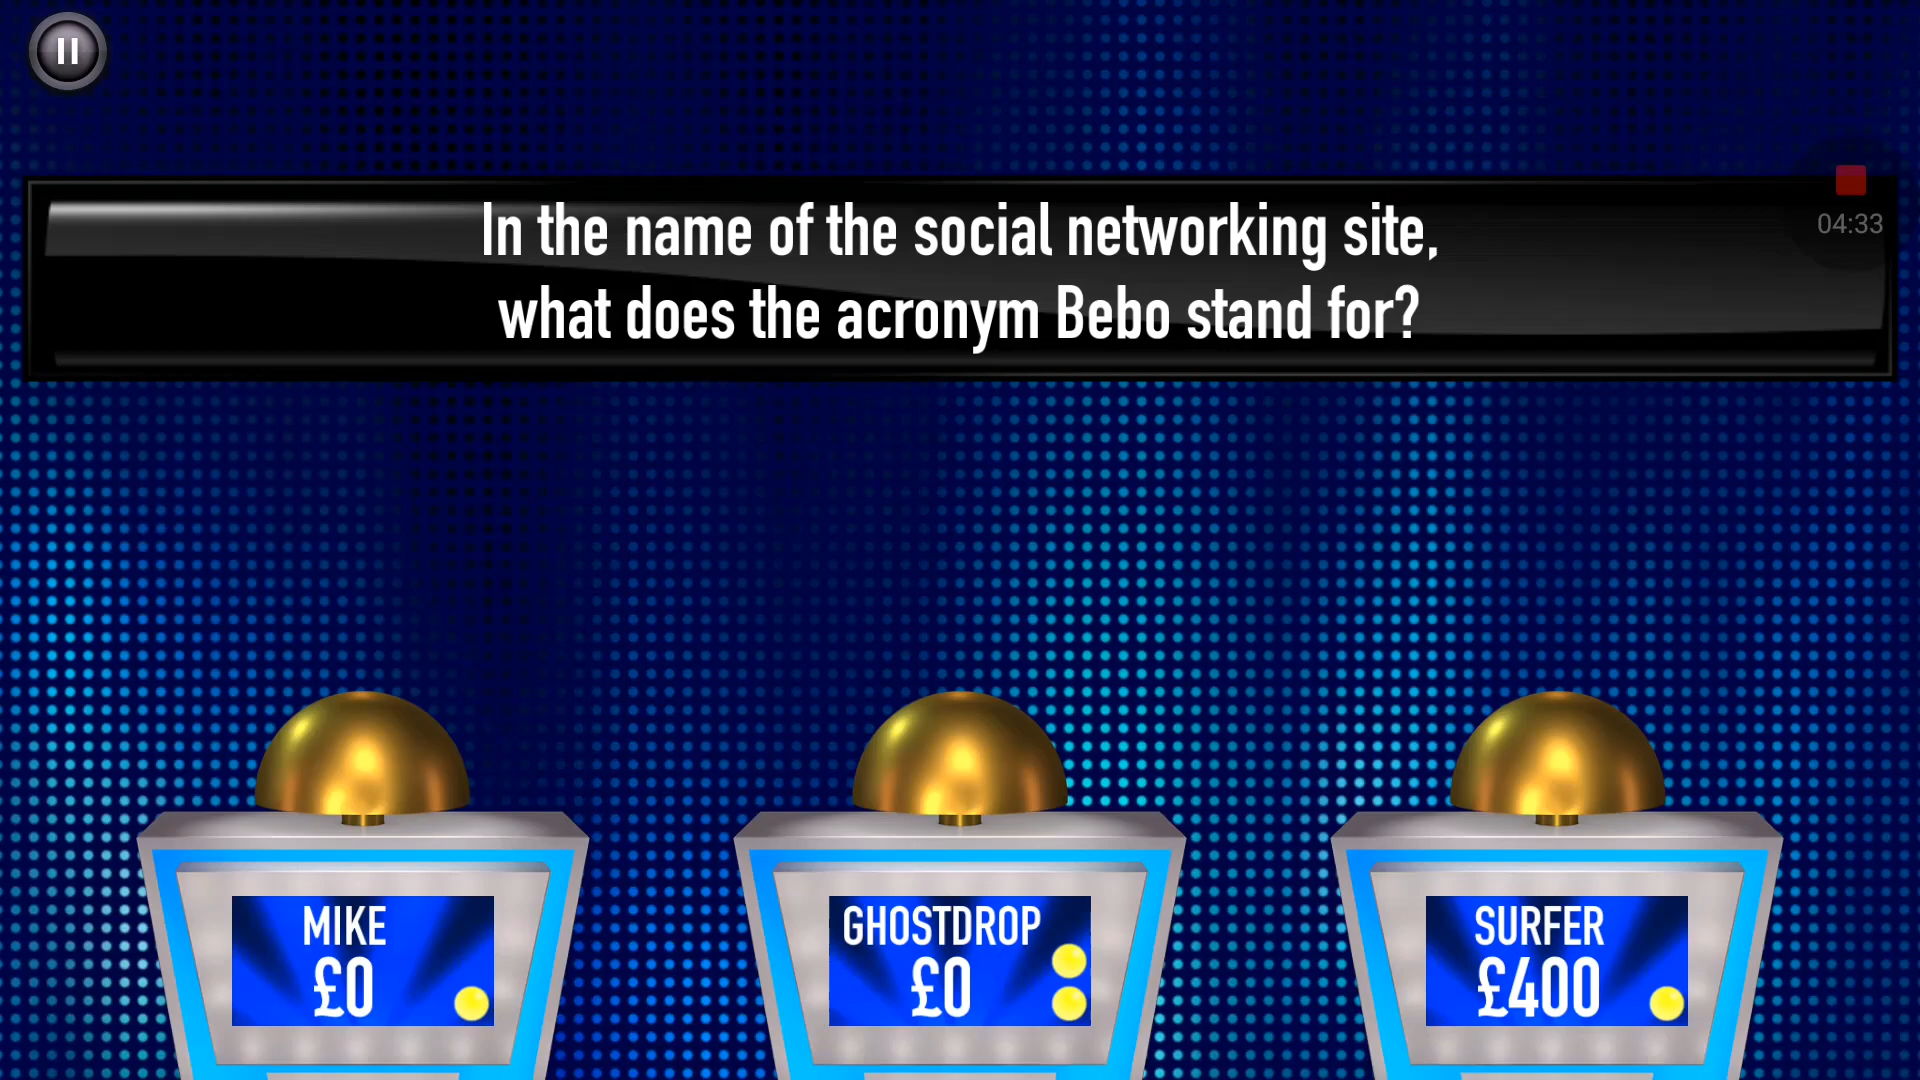 In the name of the social networking site,
what does the acronym Bebo stand for?
04:33
MIKE
£0
GHOSTDROP
£0
SURFER
£400